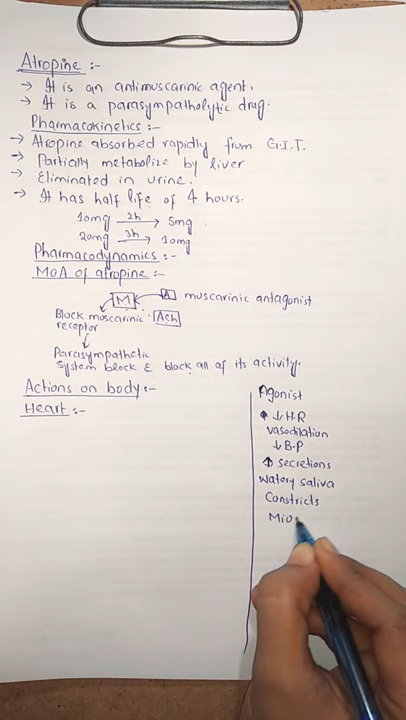 Atropine :-
→ It is an antimuscarinic agent.
→ It is a parasympatholytic drug.
Pharmacokinetics :-
→ Atropine absorbed rapidly from G.I.T.
→ Partially metabolize by liver
→ Eliminated in urine.
→ It has half life of 4 hours.
10mg 2h→ 5mg
20mg 3h→ 10mg
Pharmacodynamics :-
MoA of atropine :-
M A muscarinic antagonist
Block muscarinic Ach
receptor
Parasympathetic
System block & block all of its activity.
Actions on body :-
Heart :-
Agonist
↓ H.R
vasodilation
↓ B.P
↑ secretions
watery saliva
Constricts
Mio